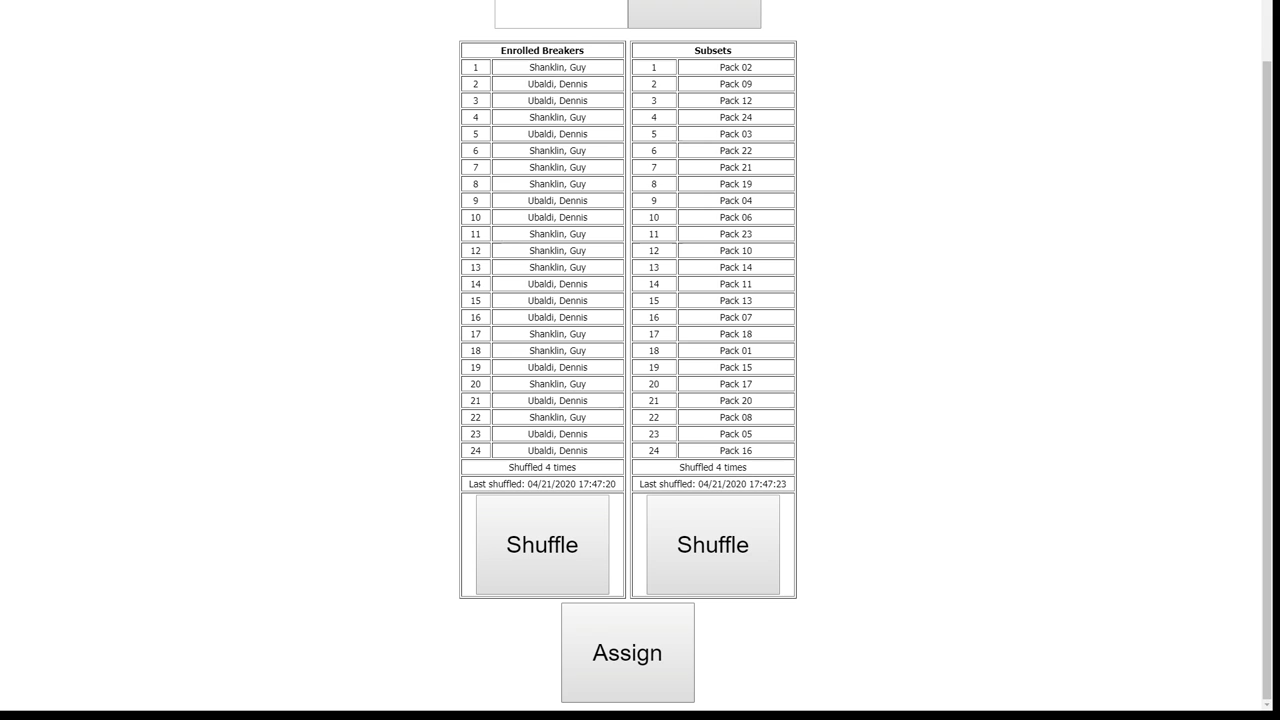 Enrolled Breakers Subsets
1 Shanklin, Guy 1 Pack 02
2 Ubaldi, Dennis 2 Pack 09
3 Ubaldi, Dennis 3 Pack 12
4 Shanklin, Guy 4 Pack 24
5 Ubaldi, Dennis 5 Pack 03
6 Shanklin, Guy 6 Pack 22
7 Shanklin, Guy 7 Pack 21
8 Shanklin, Guy 8 Pack 19
9 Ubaldi, Dennis 9 Pack 04
10 Ubaldi, Dennis 10 Pack 06
11 Shanklin, Guy 11 Pack 23
12 Shanklin, Guy 12 Pack 10
13 Shanklin, Guy 13 Pack 14
14 Ubaldi, Dennis 14 Pack 11
15 Ubaldi, Dennis 15 Pack 13
16 Ubaldi, Dennis 16 Pack 07
17 Shanklin, Guy 17 Pack 18
18 Shanklin, Guy 18 Pack 01
19 Ubaldi, Dennis 19 Pack 15
20 Shanklin, Guy 20 Pack 17
21 Ubaldi, Dennis 21 Pack 20
22 Shanklin, Guy 22 Pack 08
23 Ubaldi, Dennis 23 Pack 05
24 Ubaldi, Dennis 24 Pack 16
Shuffled 4 times Shuffled 4 times
Last shuffled: 04/21/2020 17:47:20 Last shuffled: 04/21/2020 17:47:23
Shuffle Shuffle
Assign